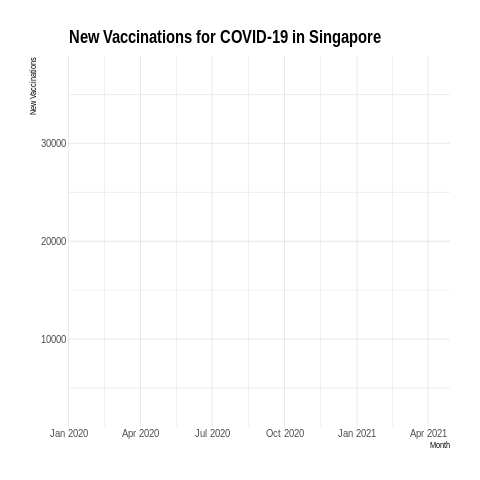 New Vaccinations for COVID-19 in Singapore
New Vaccinations
30000
20000
10000
Jan 2020 Apr 2020 Jul 2020 Oct 2020 Jan 2021 Apr 2021
Month